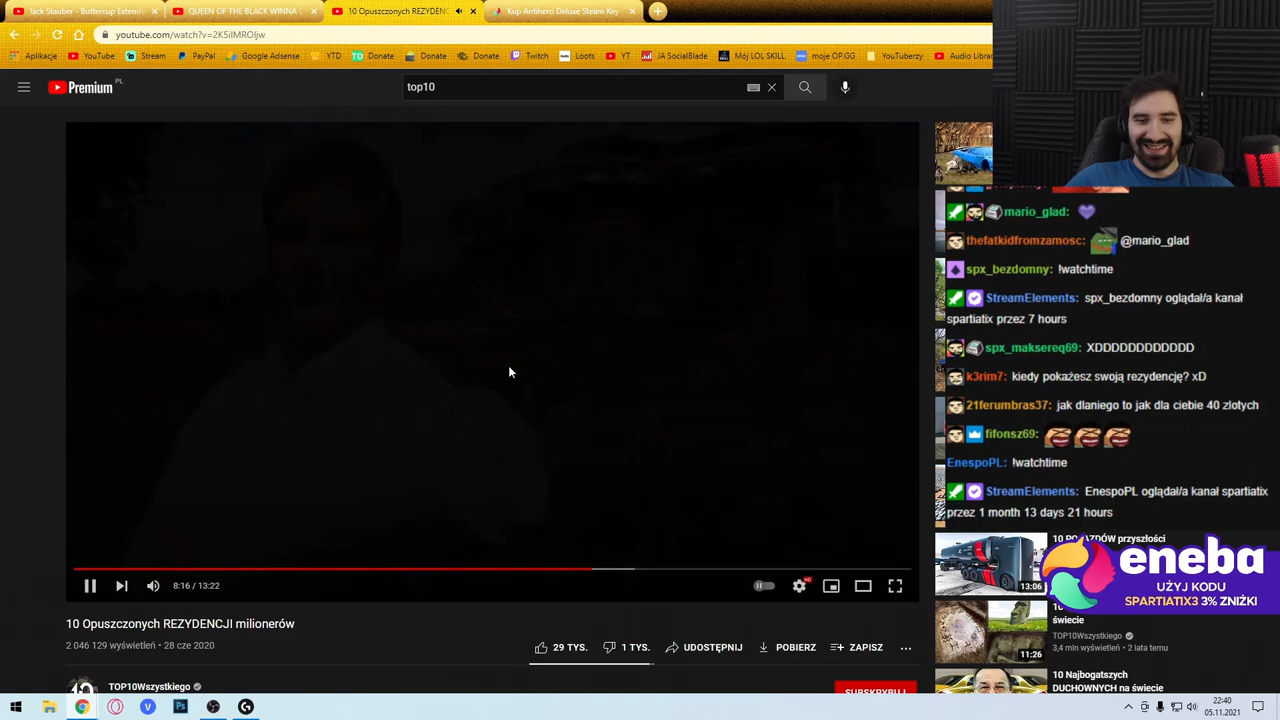 Jack Stauber - Buttercup Extend
QUEEN OF THE BLACK WINNA C
10 Opuszczonych REZYDENC
Kup Antihero Deluxe Steam Key
youtube.com/watch?v=2K5iIMROIjw
Aplikacje
YouTube
Stream
PayPal
Google Adsense
YTD
TD Donate
Donate
Donate
Twitch
Loots
YT
JA SocialBlade
Mój LOL SKILL
moje OP.GG
YouTuberzy
Audio Librar
Premium PL
top10
mario_glad:
thefatkidfromzamosc: @mario_glad
spx_bezdomny: !watchtime
StreamElements: spx_bezdomny oglądał/a kanał
spartiatix przez 7 hours
spx_maksereq69: XDDDDDDDDDDDD
k3rim7: kiedy pokażesz swoją rezydencję? xD
21ferumbras37: jak dlaniego to jak dla ciebie 40 zlotych
fifonsz69:
EnespoPL: !watchtime
StreamElements: EnespoPL oglądał/a kanał spartiatix
przez 1 month 13 days 21 hours
8:16 / 13:22
HD
10 Opuszczonych REZYDENCJI milionerów
2 046 129 wyświetleń • 28 cze 2020
29 TYS.
1 TYS.
UDOSTĘPNIJ
POBIERZ
ZAPISZ
TOP10Wszystkiego
SUBSKRYBUJ
10 POJAZDÓW przyszłości
13:06
eneba
UŻYJ KODU
SPARTIATIX3 3% ZNIŻKI
świecie
TOP10Wszystkiego
3,4 mln wyświetleń • 2 lata temu
11:26
10 Najbogatszych
DUCHOWNYCH na świecie
Ps
22:40
05.11.2021